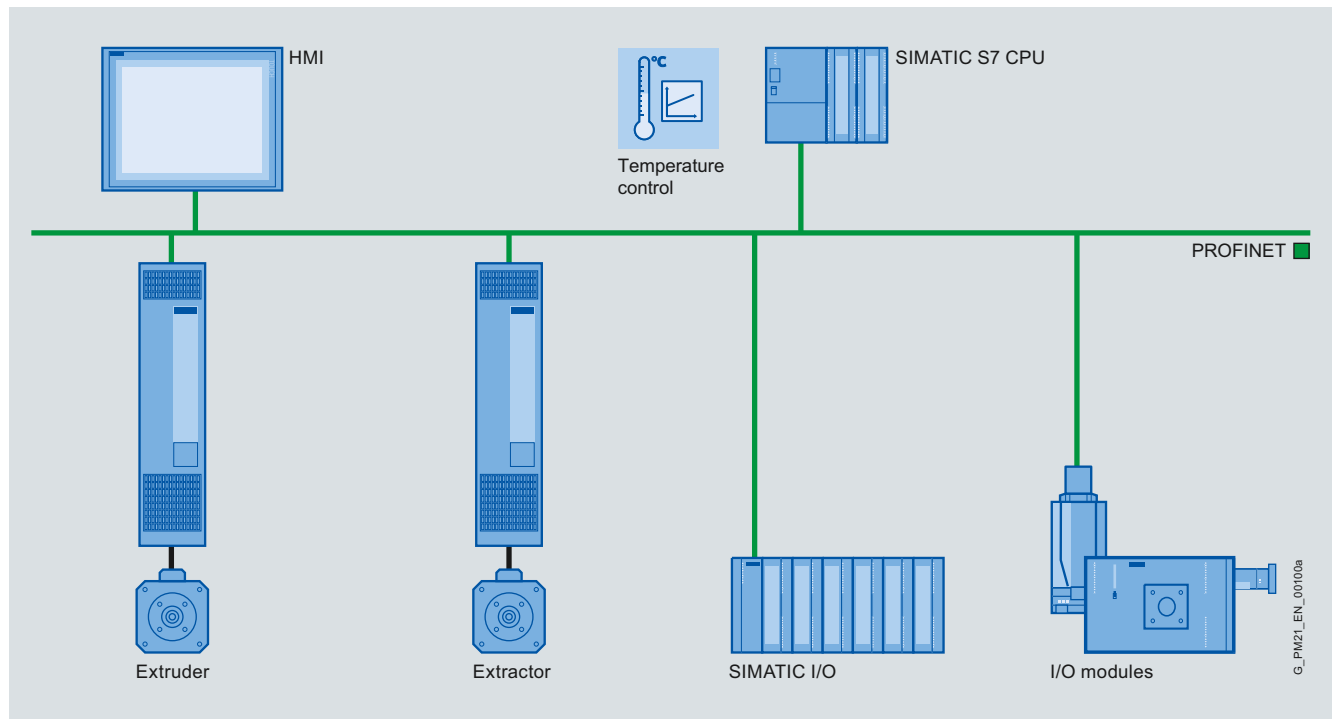 HMI
°C
SIMATIC S7 CPU
Temperature
control
PROFINET
Extruder
Extractor
SIMATIC I/O
I/O modules
G_PM21_EN_00100a